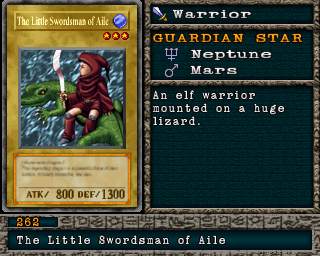 The Little Swordsman of Aile
Warrior
GUARDIAN STAR
Neptune
Mars
An elf warrior
mounted on a huge
lizard.
ATK/ 800 DEF/1300
262
The Little Swordsman of Aile